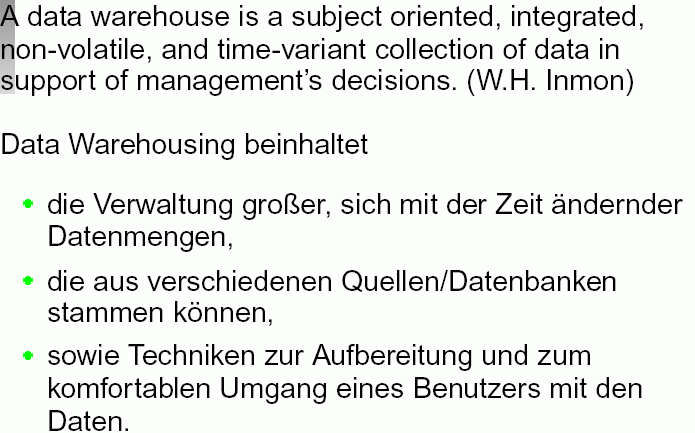 A data warehouse is a subject oriented, integrated,
non-volatile, and time-variant collection of data in
support of management's decisions. (W.H. Inmon)
Data Warehousing beinhaltet
• die Verwaltung großer, sich mit der Zeit ändernder
Datenmengen,
• die aus verschiedenen Quellen/Datenbanken
stammen können,
• sowie Techniken zur Aufbereitung und zum
komfortablen Umgang eines Benutzers mit den
Daten.